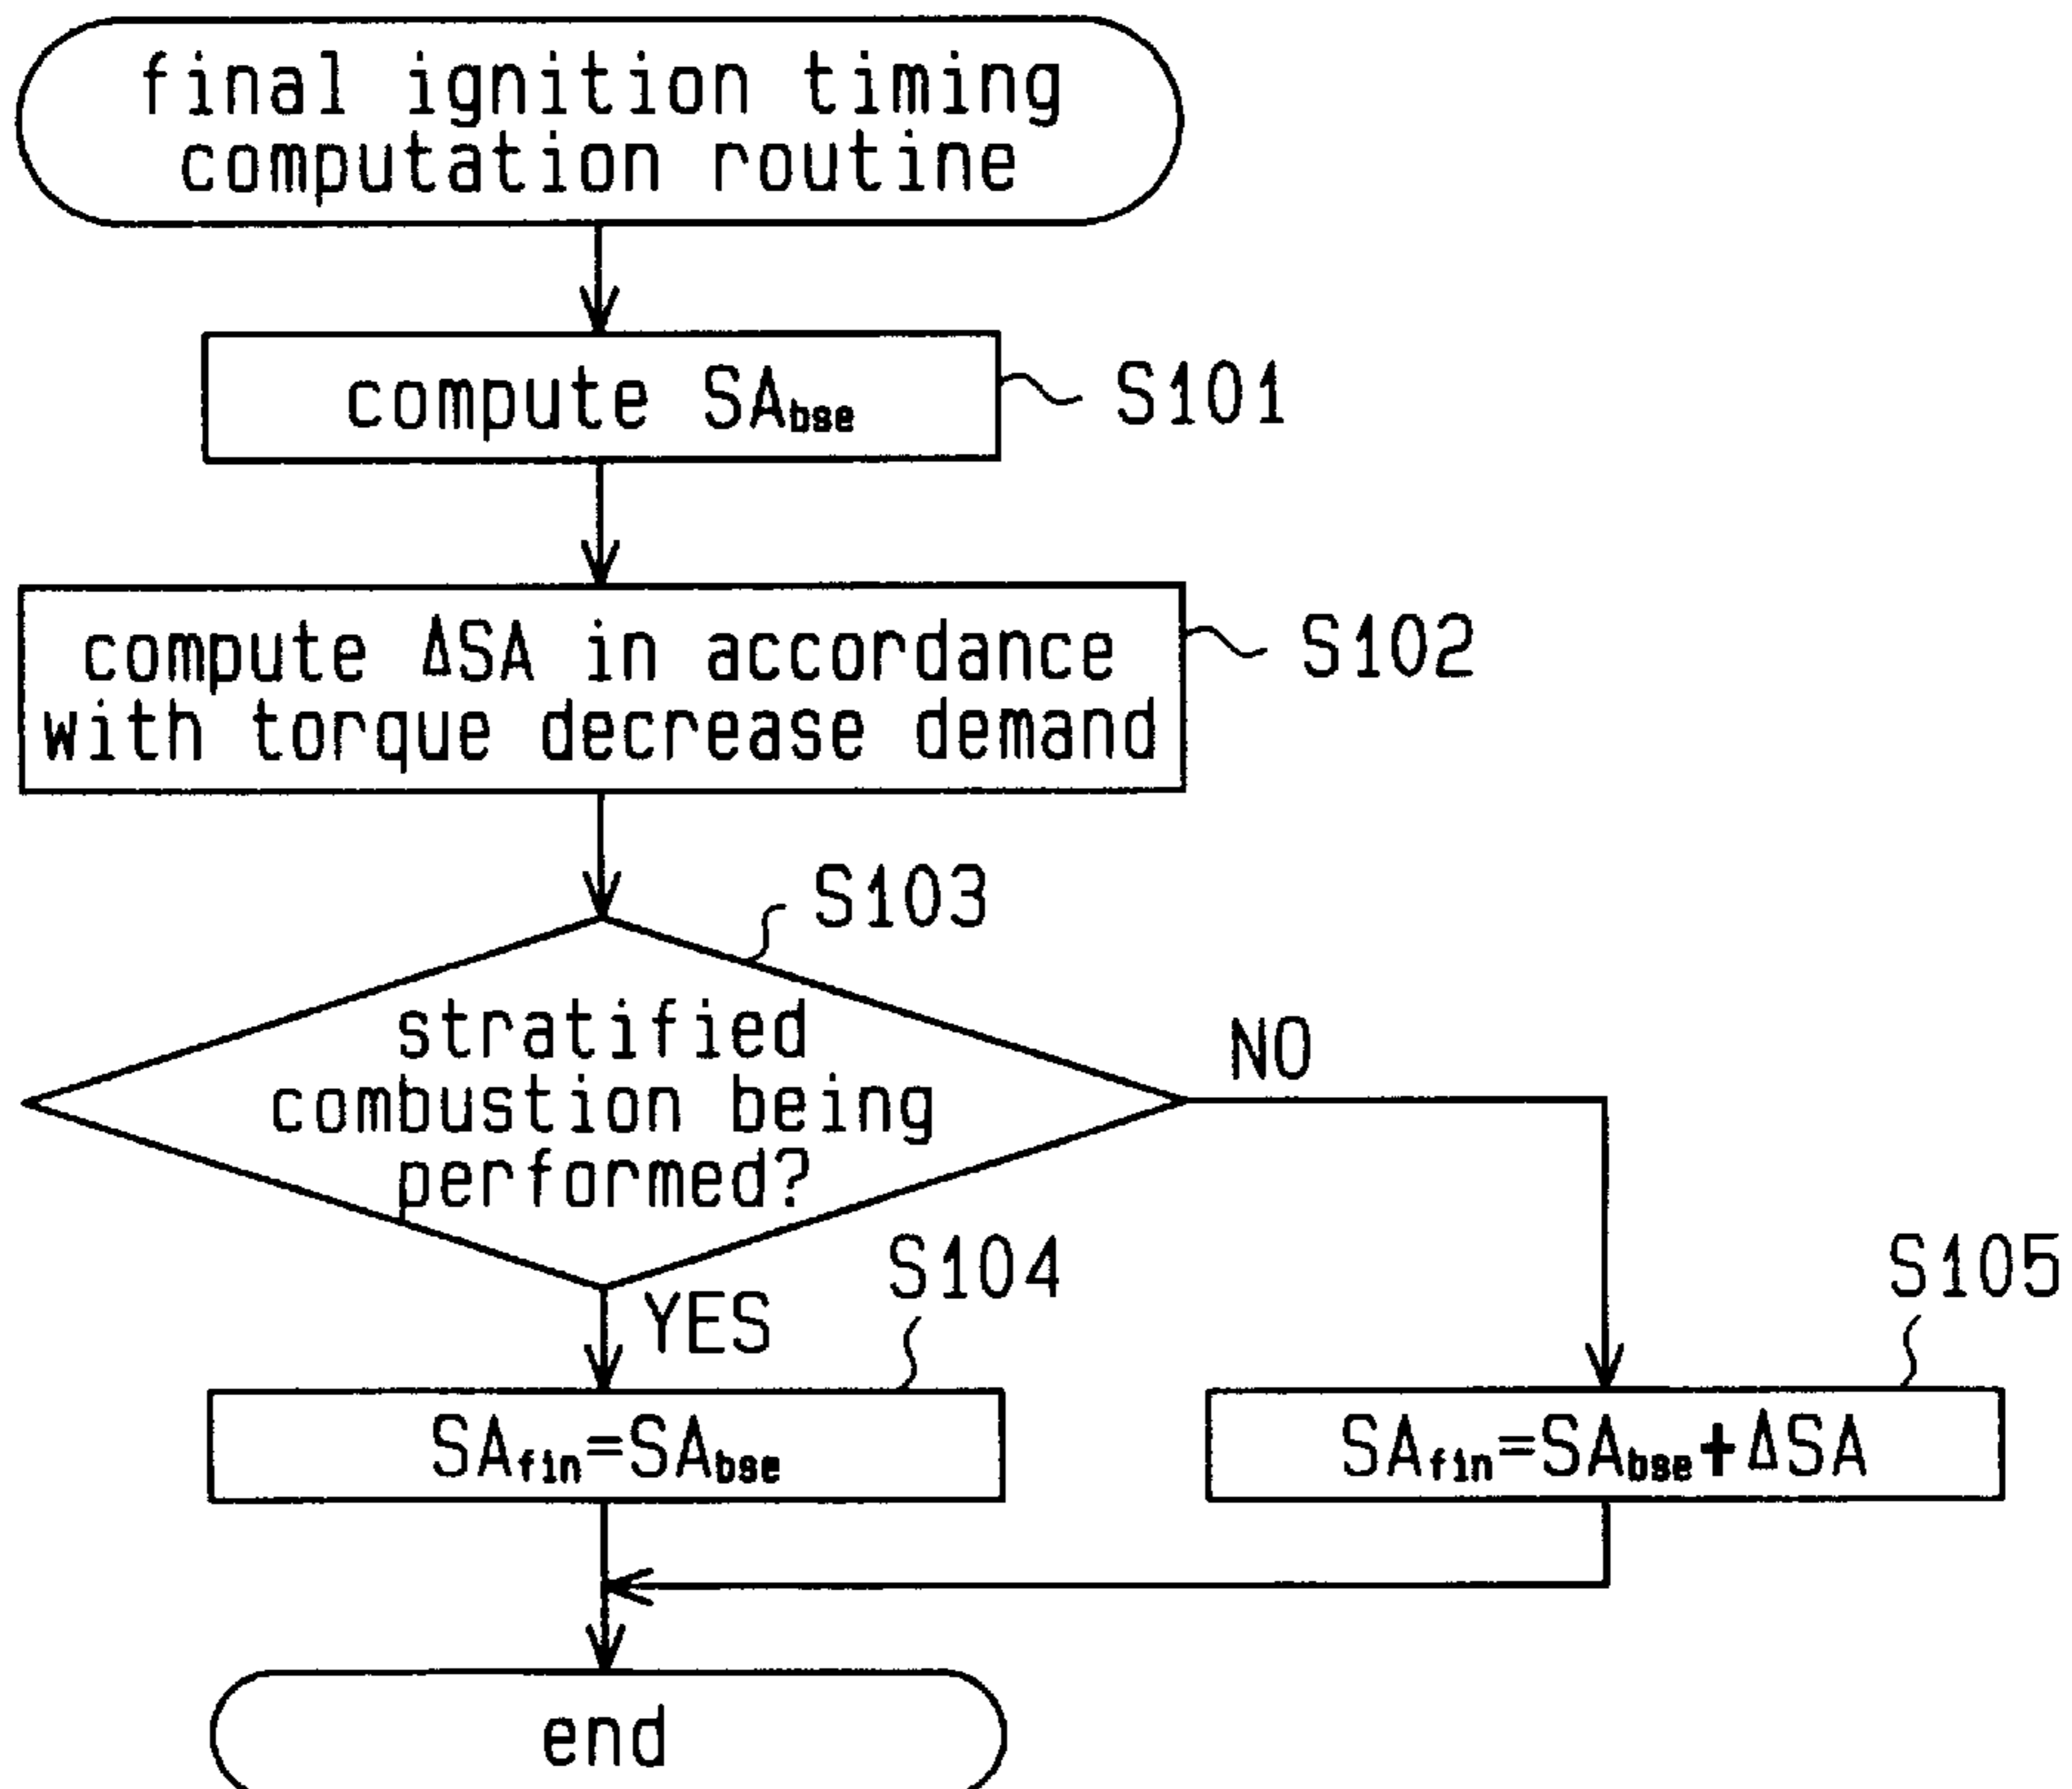 final ignition timing
computation routine
compute SAbse
S101
compute ΔSA in accordance
with torque decrease demand
S102
S103
stratified
combustion being
performed?
NO
YES
S104
SAfin=SAbse
S105
SAfin=SAbse+ΔSA
end